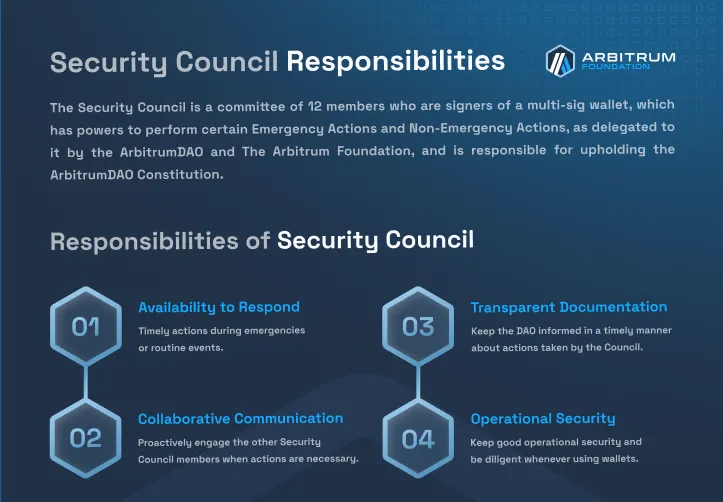 Security Council Responsibilities
ARBITRUM
FOUNDATION
The Security Council is a committee of 12 members who are signers of a multi-sig wallet, which
has powers to perform certain Emergency Actions and Non-Emergency Actions, as delegated to
it by the ArbitrumDAO and The Arbitrum Foundation, and is responsible for upholding the
ArbitrumDAO Constitution.
Responsibilities of Security Council
01
Availability to Respond
Timely actions during emergencies
or routine events.
02
Collaborative Communication
Proactively engage the other Security
Council members when actions are necessary.
03
Transparent Documentation
Keep the DAO informed in a timely manner
about actions taken by the Council.
04
Operational Security
Keep good operational security and
be diligent whenever using wallets.